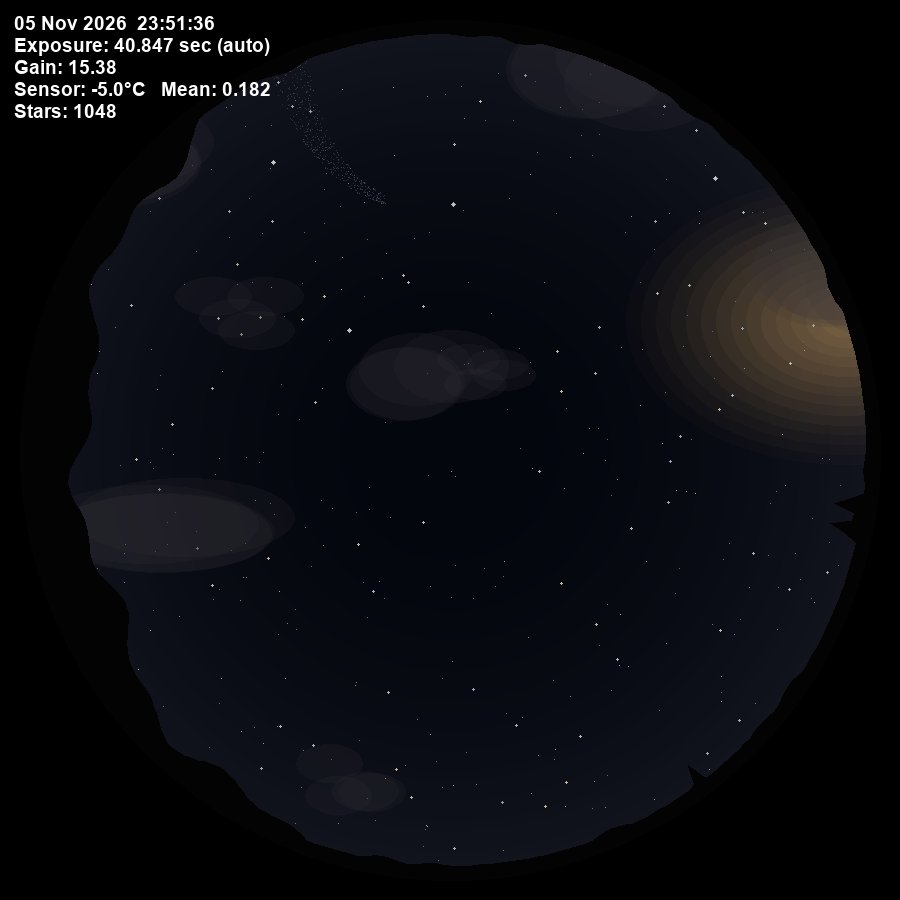 05 Nov 2026  23:51:36
Exposure: 40.847 sec (auto)
Gain: 15.38
Sensor: -5.0°C   Mean: 0.182
Stars: 1048